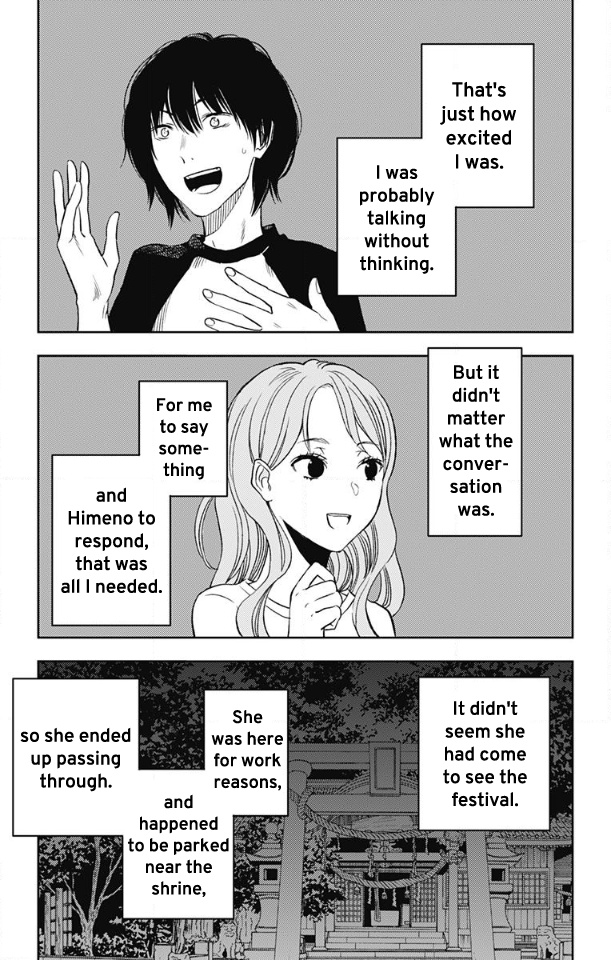 That's
just how
excited
I was.
I was
probably
talking
without
thinking.
But it
didn't
matter
what the
conver-
sation
was.
For me
to say
some-
thing
and
Himeno to
respond,
that was
all I needed.
It didn't
seem she
had come
to see the
festival.
She
was here
for work
reasons,
and
happened
to be parked
near the
shrine,
so she ended
up passing
through.